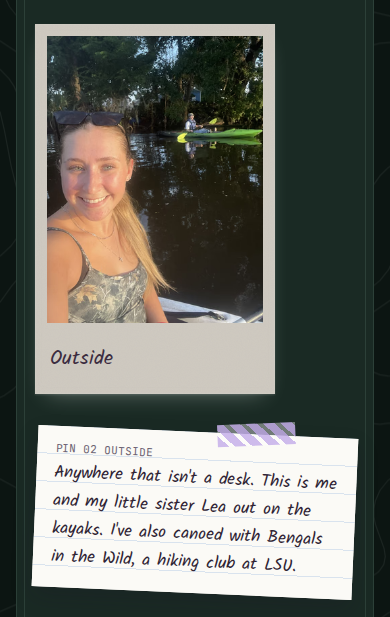 Outside
PIN 02 OUTSIDE
Anywhere that isn't a desk. This is me
and my little sister Lea out on the
kayaks. I've also canoed with Bengals
in the Wild, a hiking club at LSU.